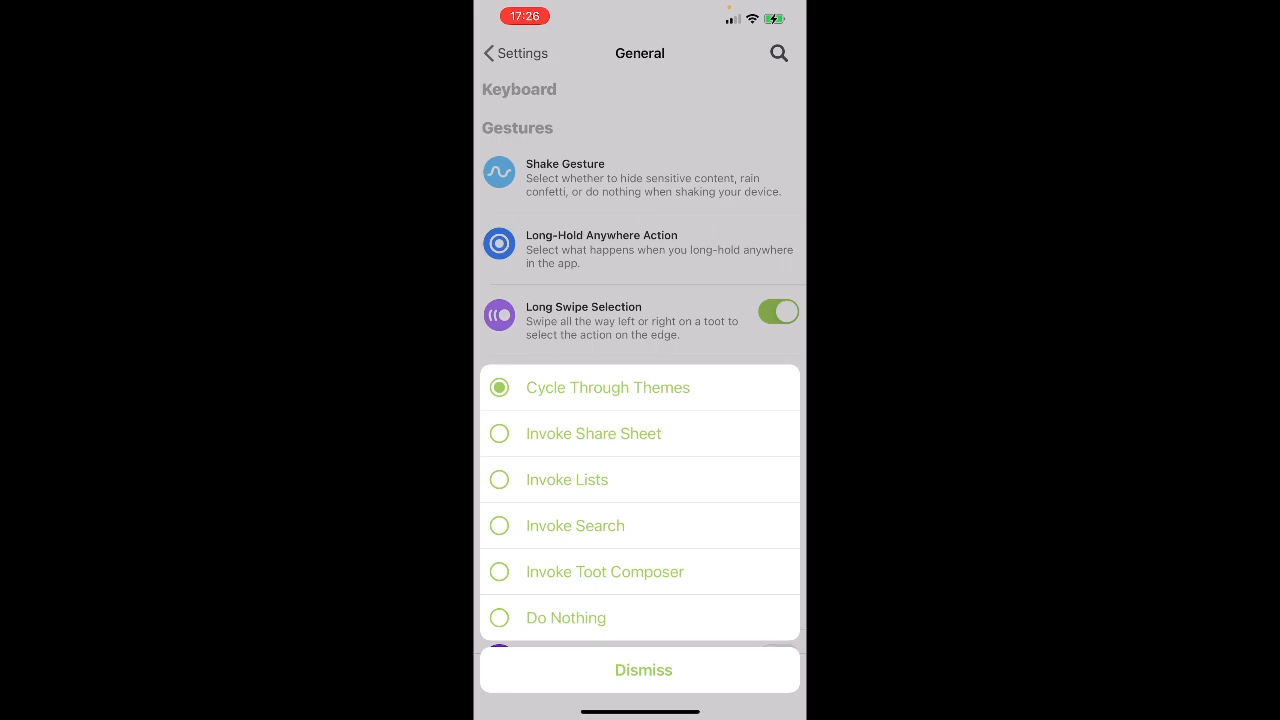 17:26
Settings
General
Keyboard
Gestures
Shake Gesture
Select whether to hide sensitive content, rain
confetti, or do nothing when shaking your device.
Long-Hold Anywhere Action
Select what happens when you long-hold anywhere
in the app.
Long Swipe Selection
Swipe all the way left or right on a toot to
select the action on the edge.
Cycle Through Themes
Invoke Share Sheet
Invoke Lists
Invoke Search
Invoke Toot Composer
Do Nothing
Dismiss